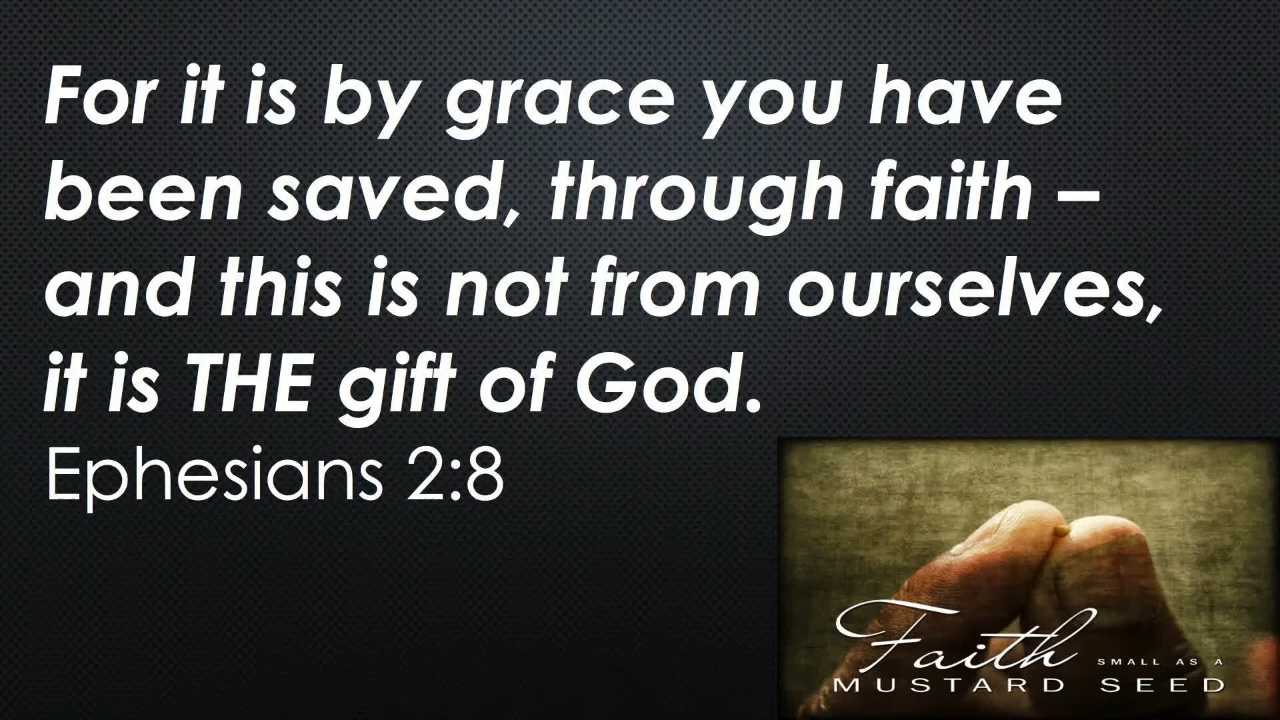 For it is by grace you have
been saved, through faith –
and this is not from ourselves,
it is THE gift of God.
Ephesians 2:8
Faith SMALL AS A
MUSTARD SEED